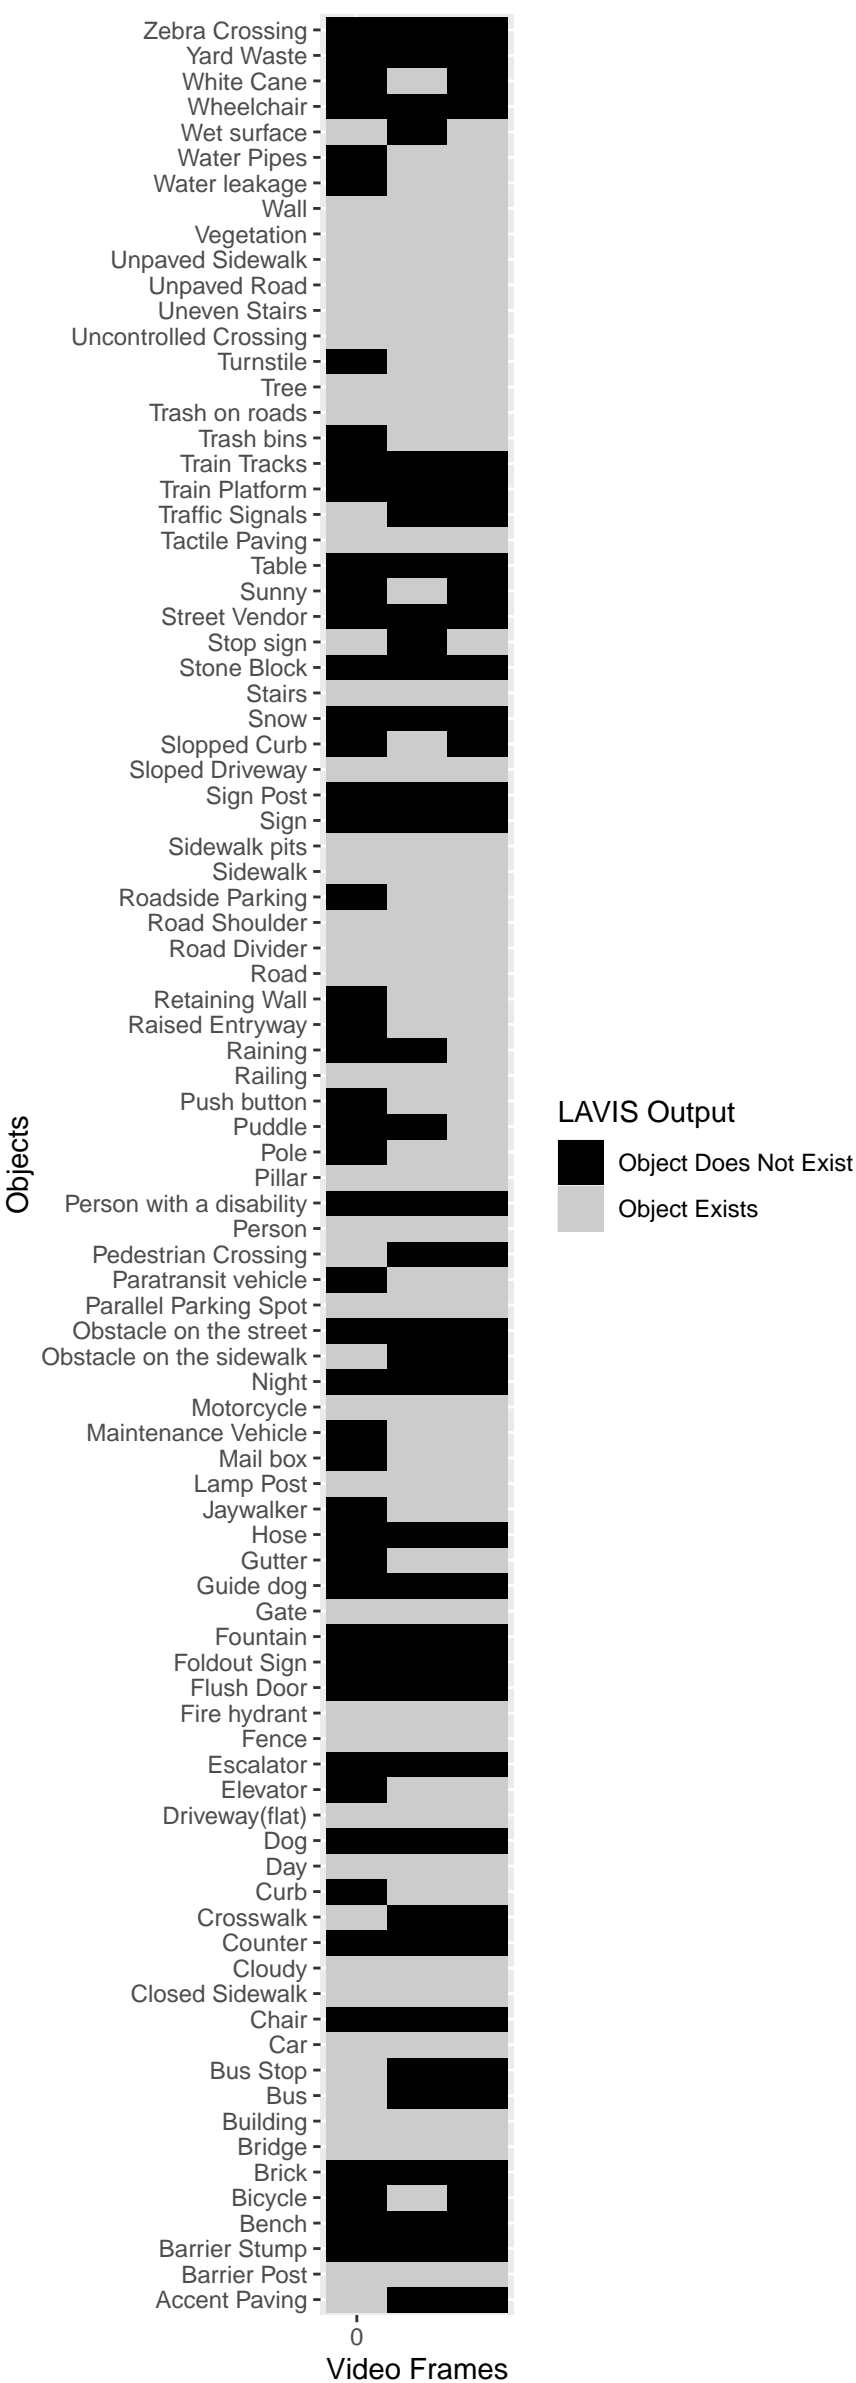 Zebra Crossing
Yard Waste
White Cane
Wheelchair
Wet surface
Water Pipes
Water leakage
Wall
Vegetation
Unpaved Sidewalk
Unpaved Road
Uneven Stairs
Uncontrolled Crossing
Turnstile
Tree
Trash on roads
Trash bins
Train Tracks
Train Platform
Traffic Signals
Tactile Paving
Table
Sunny
Street Vendor
Stop sign
Stone Block
Stairs
Snow
Slopped Curb
Sloped Driveway
Sign Post
Sign
Sidewalk pits
Sidewalk
Roadside Parking
Road Shoulder
Road Divider
Road
Retaining Wall
Raised Entryway
Raining
Railing
Push button
Puddle
Pole
Pillar
Person with a disability
Person
Pedestrian Crossing
Paratransit vehicle
Parallel Parking Spot
Obstacle on the street
Obstacle on the sidewalk
Night
Motorcycle
Maintenance Vehicle
Mail box
Lamp Post
Jaywalker
Hose
Gutter
Guide dog
Gate
Fountain
Foldout Sign
Flush Door
Fire hydrant
Fence
Escalator
Elevator
Driveway(flat)
Dog
Day
Curb
Crosswalk
Counter
Cloudy
Closed Sidewalk
Chair
Car
Bus Stop
Bus
Building
Bridge
Brick
Bicycle
Bench
Barrier Stump
Barrier Post
Accent Paving
0
Video Frames
Objects
LAVIS Output
Object Does Not Exist
Object Exists